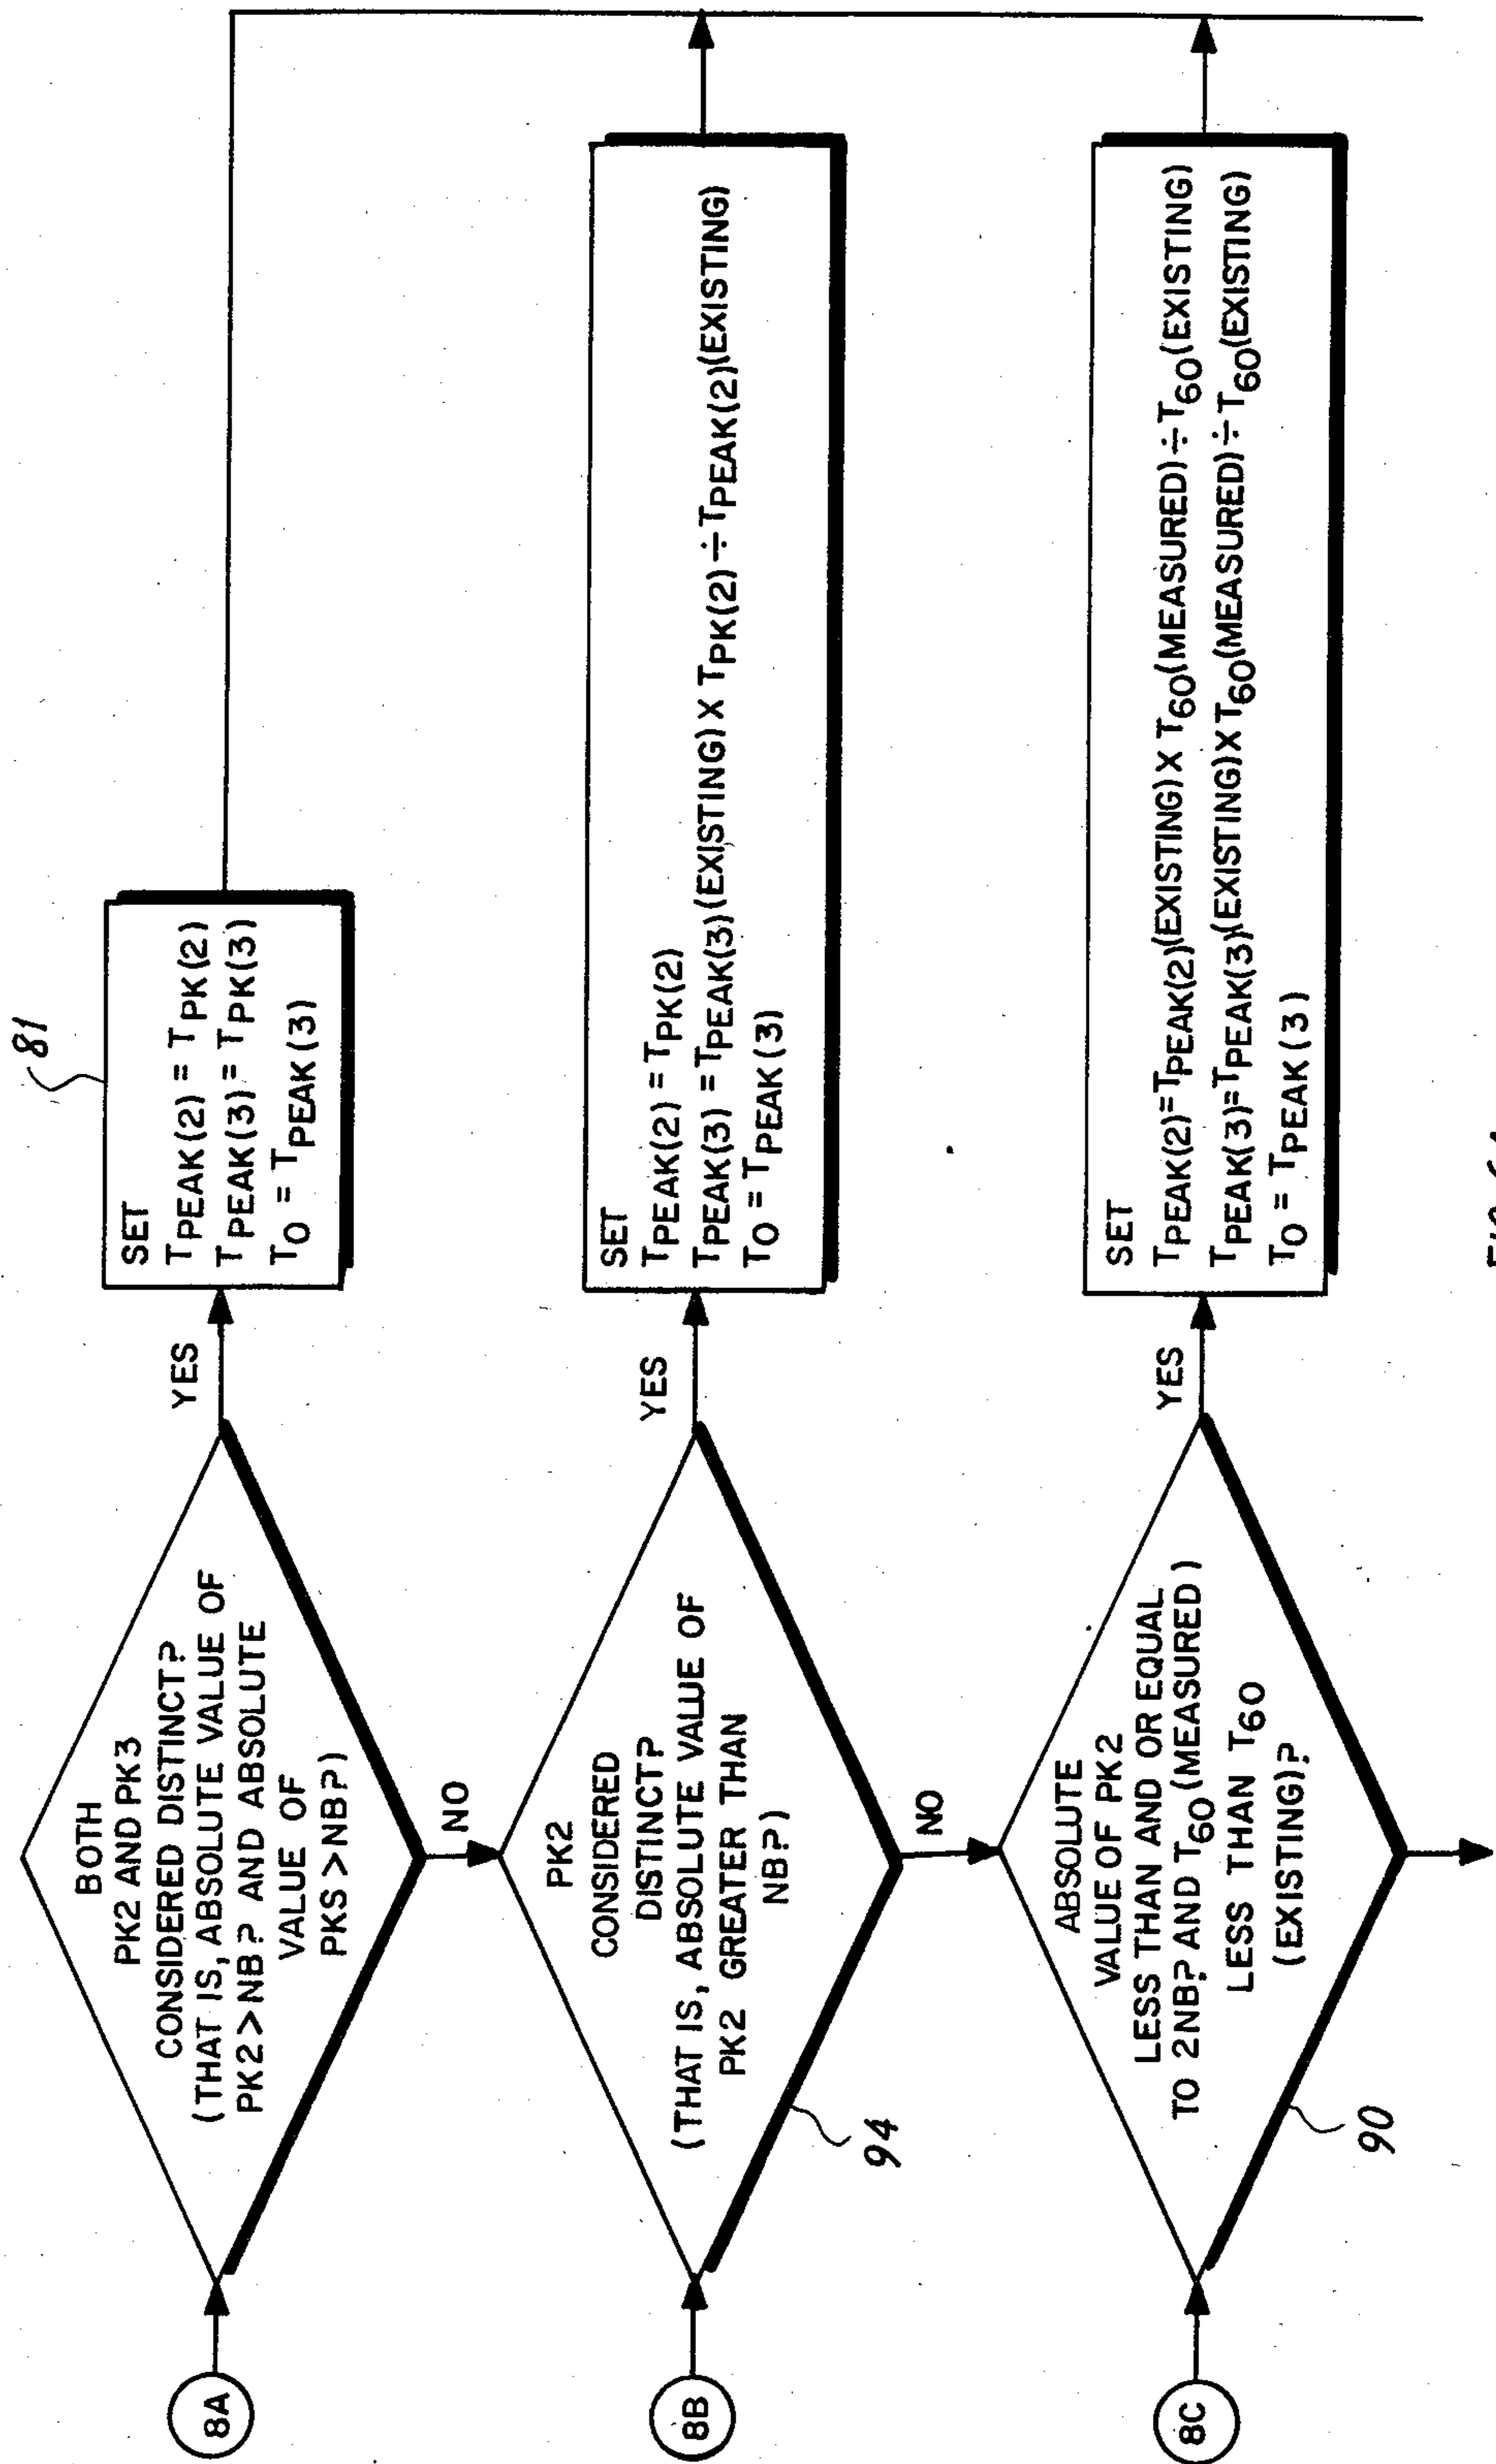 8A
BOTH
PK2 AND PK3
CONSIDERED DISTINCT?
(THAT IS, ABSOLUTE VALUE OF
PK2 > NB? AND ABSOLUTE
VALUE OF
PKS > NB?)
YES
81
SET
TPEAK(2) = TPK(2)
TPEAK(3) = TPK(3)
TO = TPEAK(3)
NO
8B
PK2
CONSIDERED
DISTINCT?
(THAT IS, ABSOLUTE VALUE OF
PK2 GREATER THAN
NB?)
94
YES
SET
TPEAK(2) = TPK(2)
TPEAK(3) = TPEAK(3)(EXISTING) X TPK(2) ÷ TPEAK(2)(EXISTING)
TO = TPEAK(3)
NO
8C
ABSOLUTE
VALUE OF PK2
LESS THAN AND OR EQUAL
TO 2NB? AND T60 (MEASURED)
LESS THAN T60
(EXISTING)?
90
YES
SET
TPEAK(2)=TPEAK(2)(EXISTING) X T60(MEASURED) ÷ T60(EXISTING)
TPEAK(3)=TPEAK(3)(EXISTING) X T60(MEASURED) ÷ T60(EXISTING)
TO = TPEAK(3)